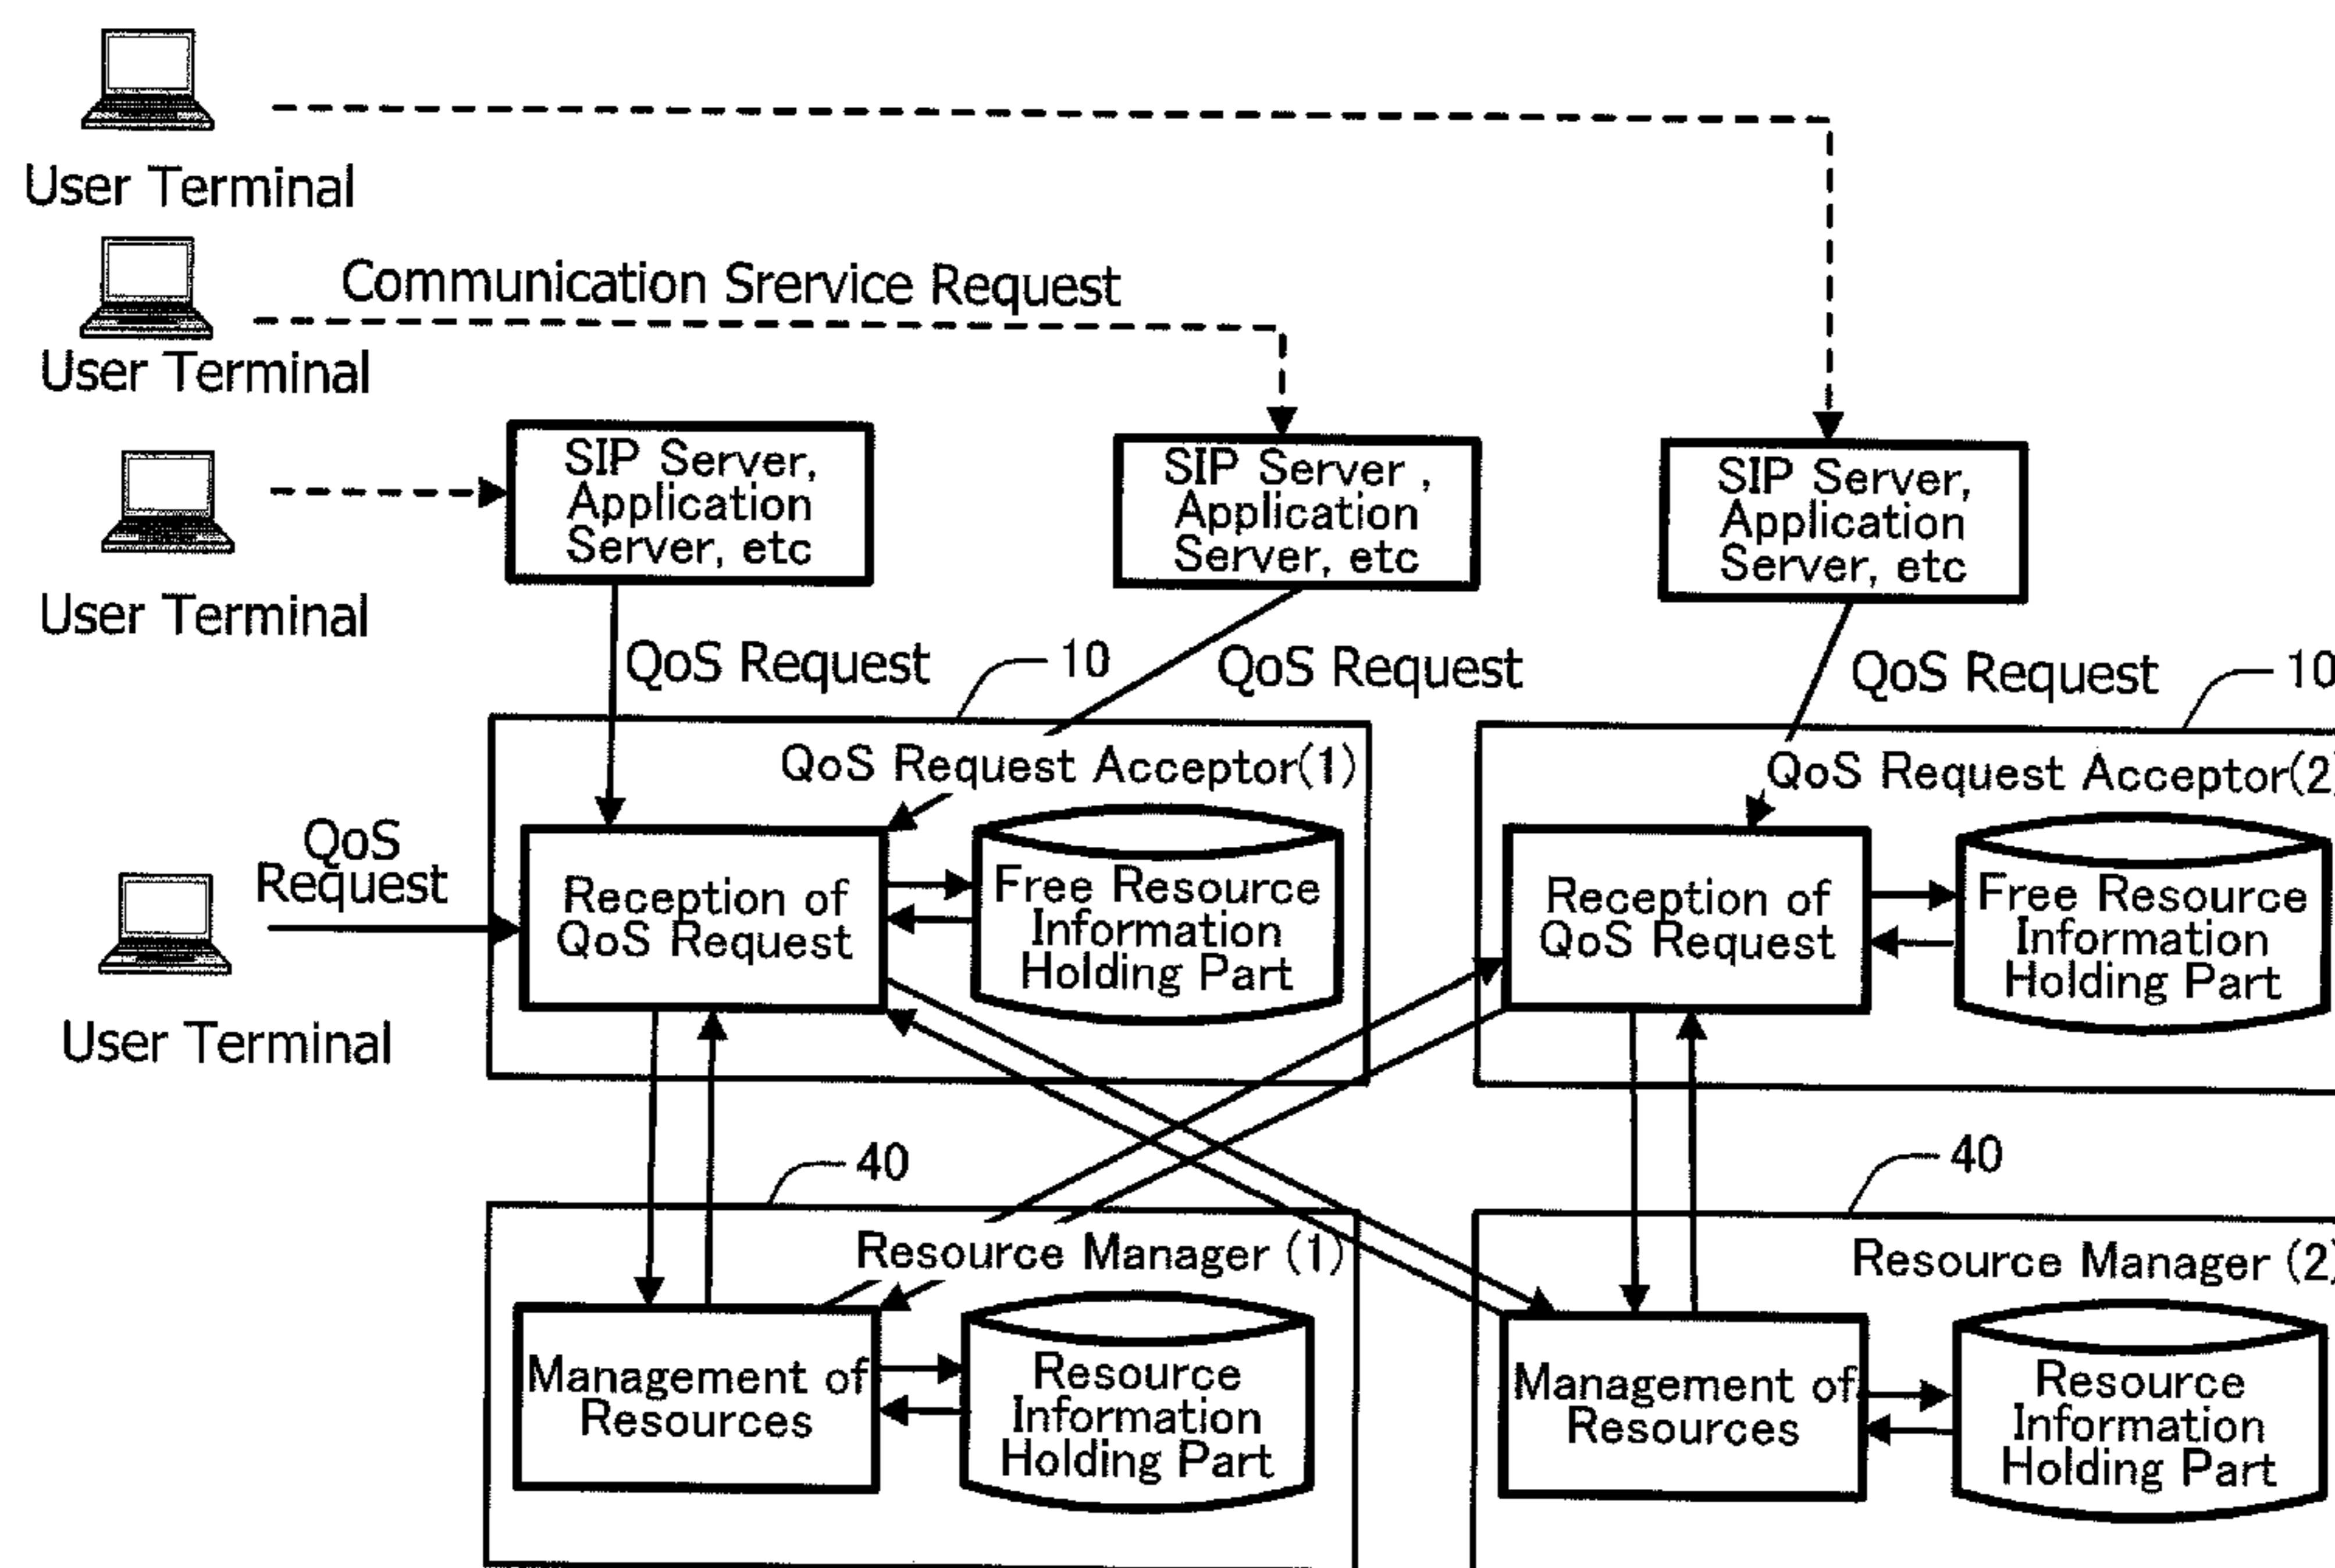 User Terminal
Communication Srervice Request
User Terminal
SIP Server,
Application
Server, etc
SIP Server ,
Application
Server, etc
SIP Server,
Application
Server, etc
User Terminal
QoS Request
10
QoS Request
QoS Request
10
QoS Request Acceptor(1)
QoS Request Acceptor(2)
QoS
Request
Reception of
QoS Request
Free Resource
Information
Holding Part
Reception of
QoS Request
Free Resource
Information
Holding Part
User Terminal
40
40
Resource Manager (1)
Resource Manager (2)
Management of
Resources
Resource
Information
Holding Part
Management of
Resources
Resource
Information
Holding Part